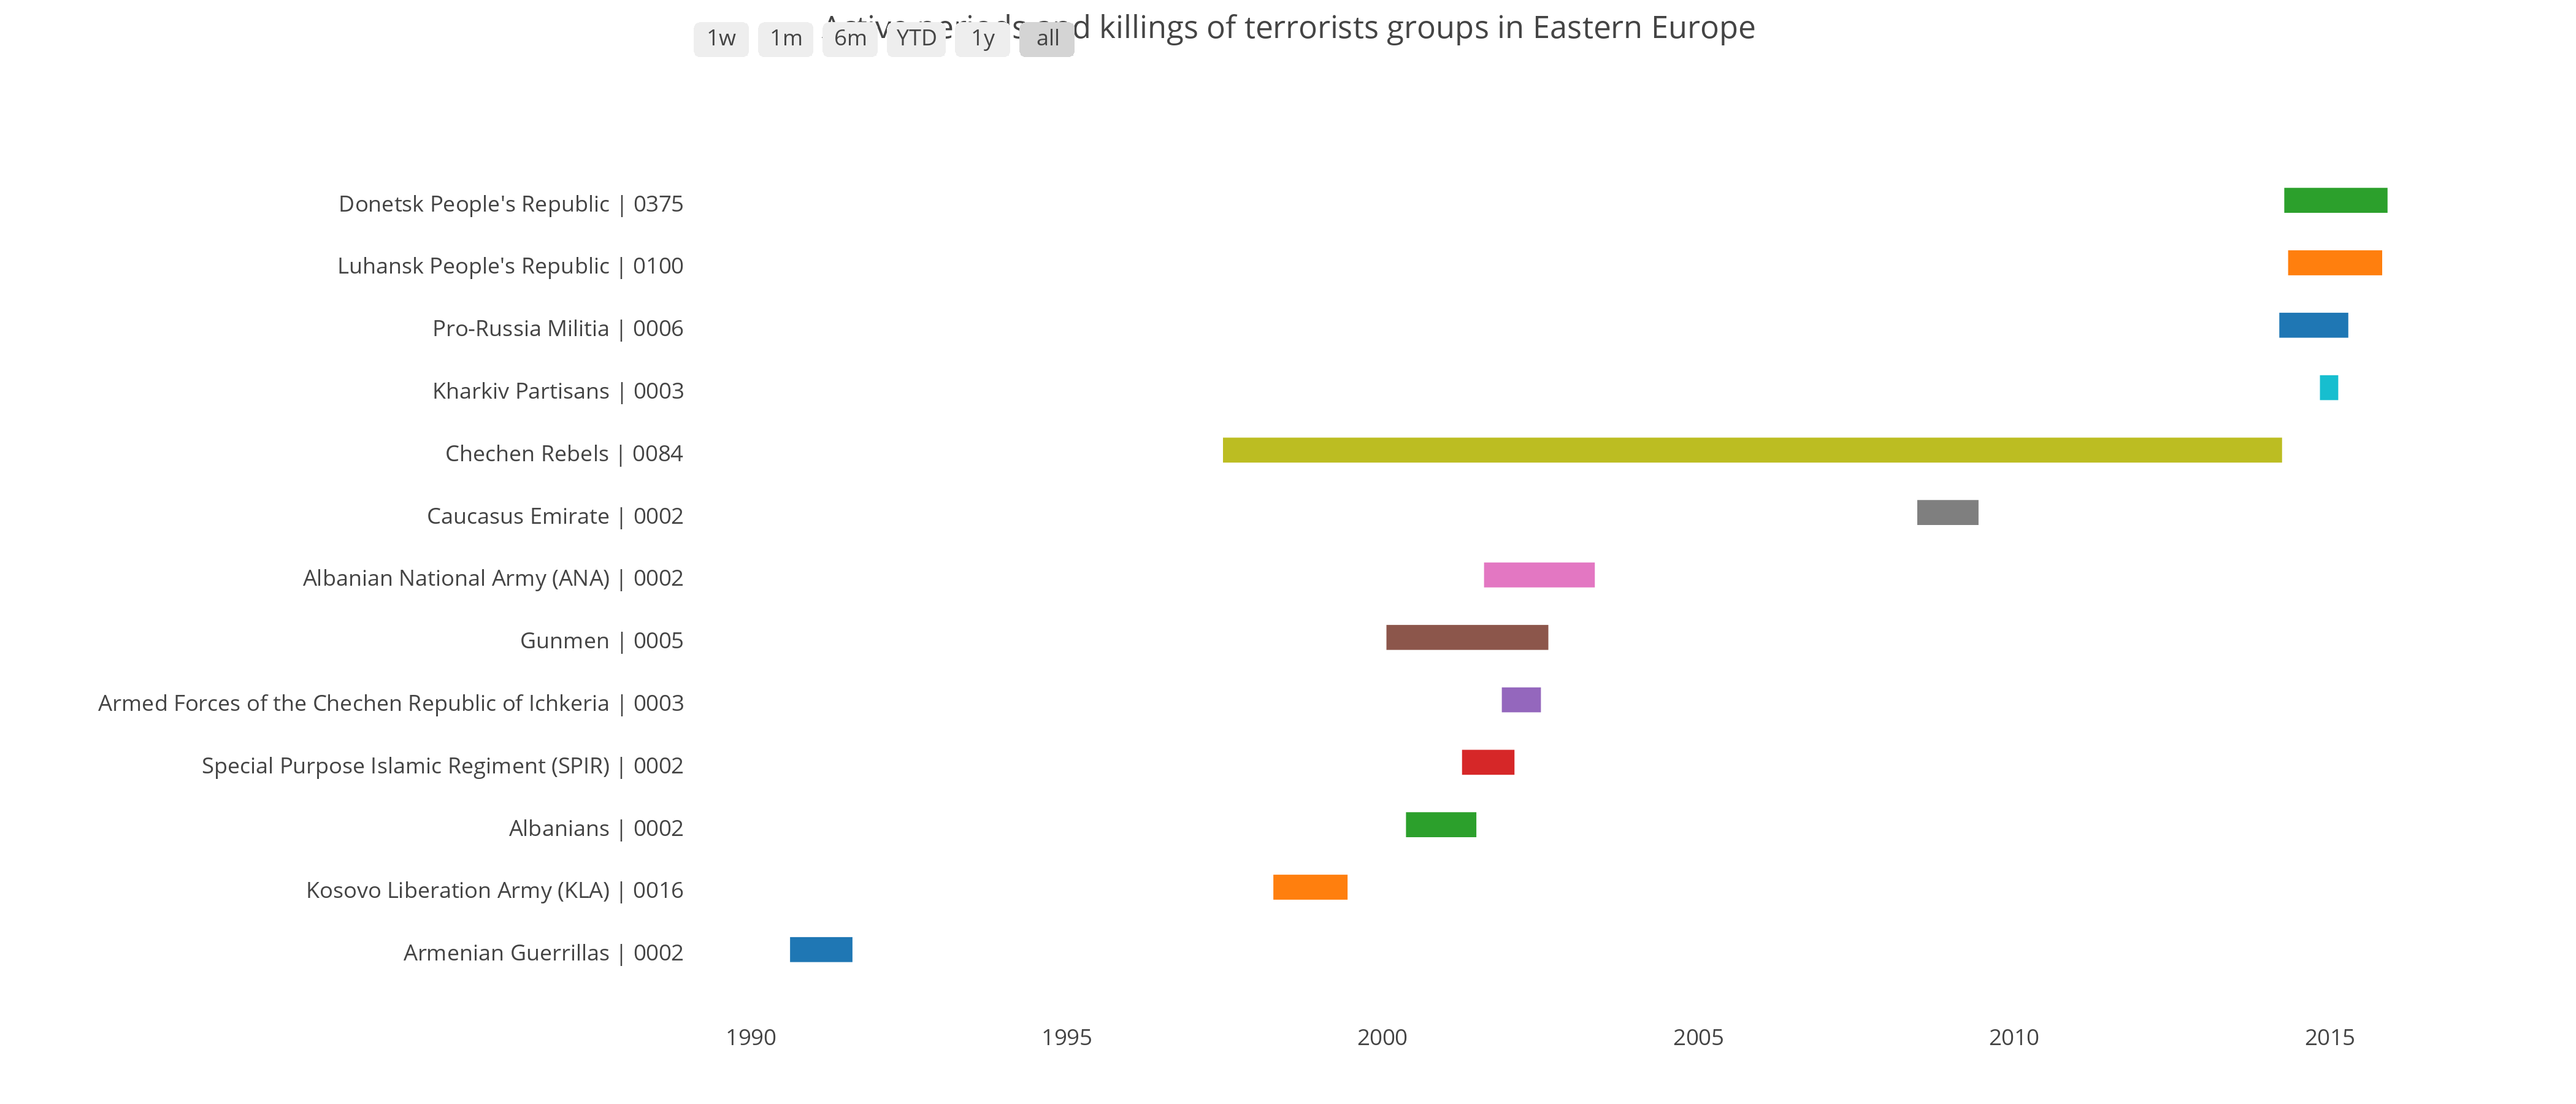 killings of terrorists groups in Eastern Europe
1w 1m 6m YTD 1y all
Donetsk People's Republic | 0375
Luhansk People's Republic | 0100
Pro-Russia Militia | 0006
Kharkiv Partisans | 0003
Chechen Rebels | 0084
Caucasus Emirate | 0002
Albanian National Army (ANA) | 0002
Gunmen | 0005
Armed Forces of the Chechen Republic of Ichkeria | 0003
Special Purpose Islamic Regiment (SPIR) | 0002
Albanians | 0002
Kosovo Liberation Army (KLA) | 0016
Armenian Guerrillas | 0002
1990 1995 2000 2005 2010 2015